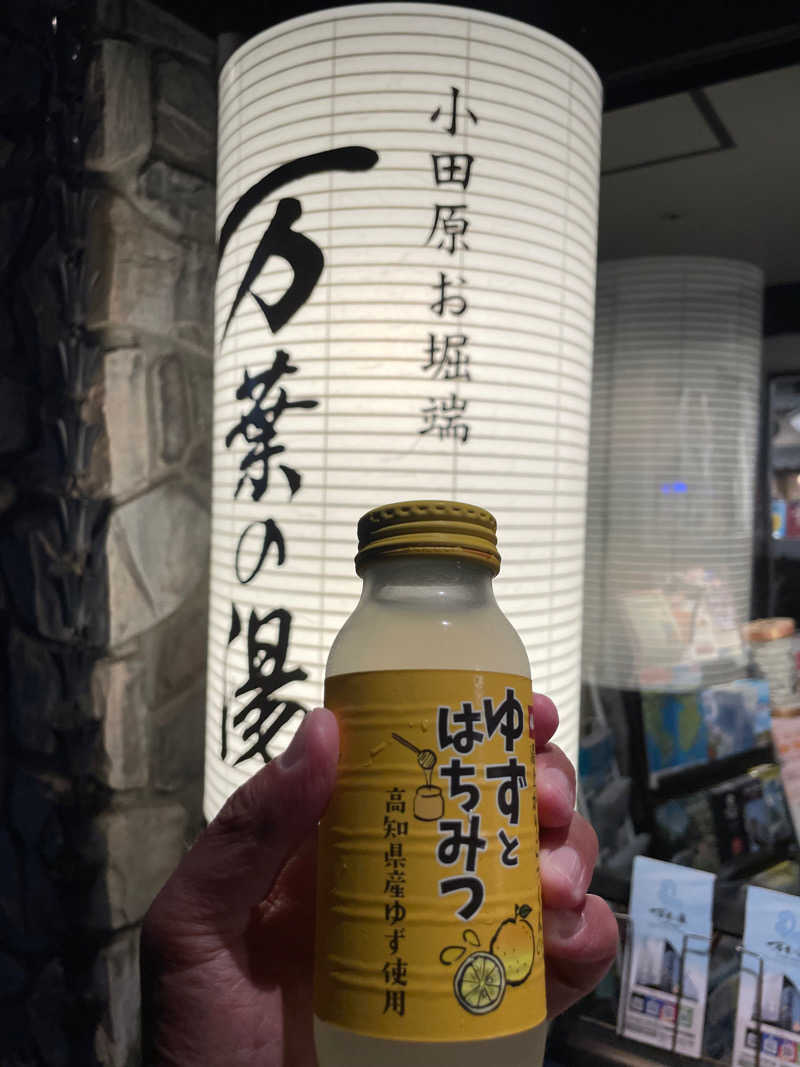 小田原お堀端
万葉の湯
ゆずと
はちみつ
高知県産ゆず使用